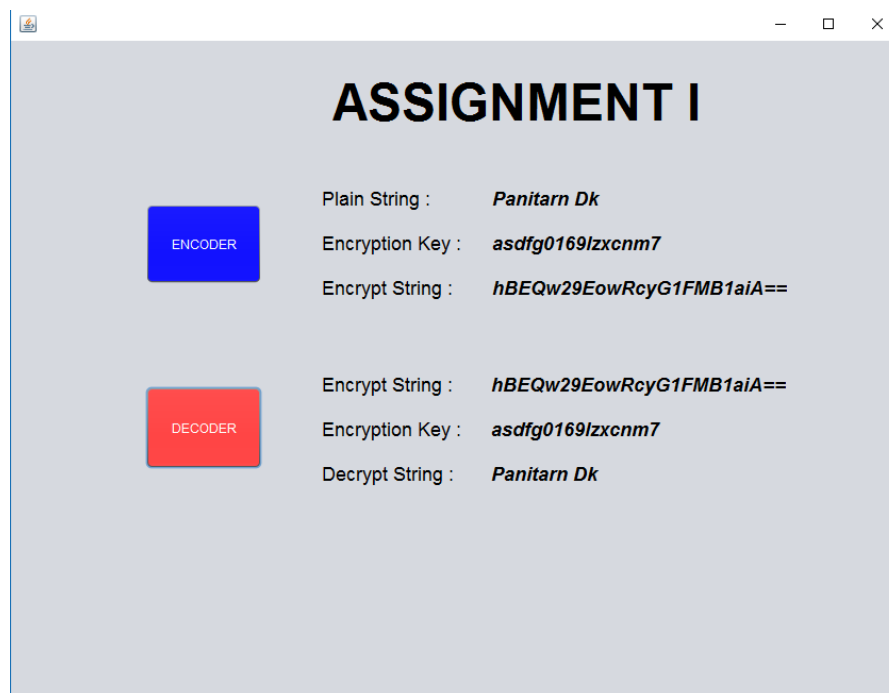 ASSIGNMENT I
ENCODER
Plain String : Panitarn Dk
Encryption Key : asdfg0169lzxcnm7
Encrypt String : hBEQw29EowRcyG1FMB1aiA==
DECODER
Encrypt String : hBEQw29EowRcyG1FMB1aiA==
Encryption Key : asdfg0169lzxcnm7
Decrypt String : Panitarn Dk